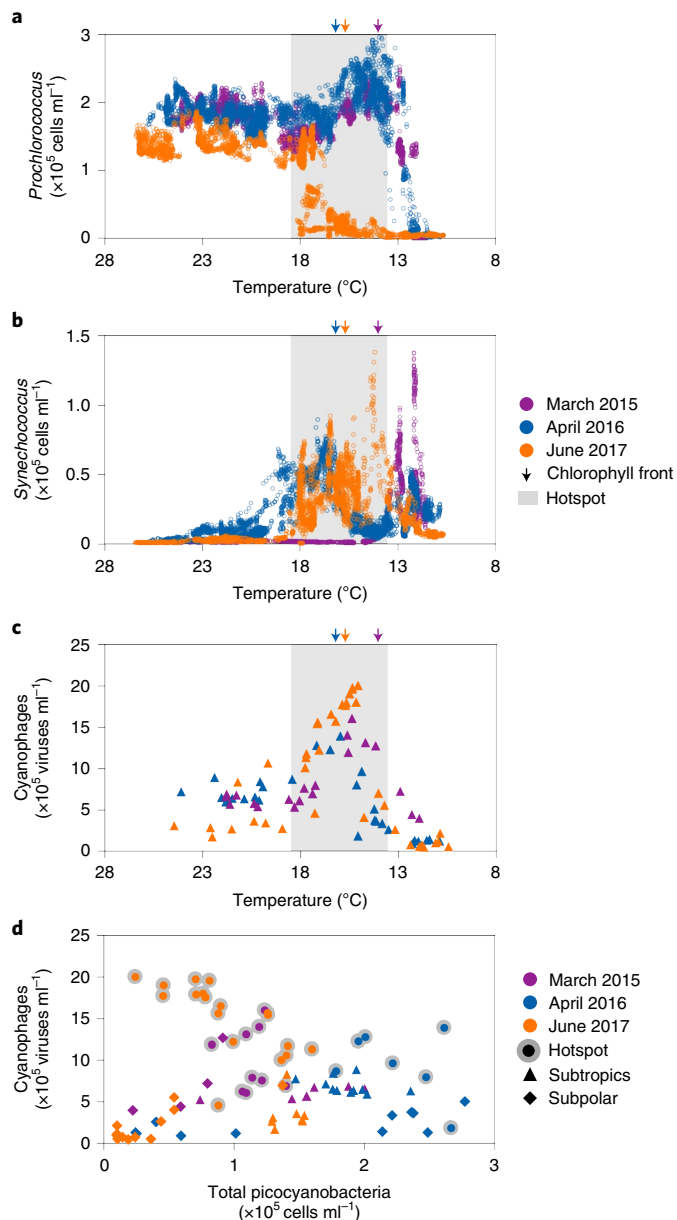 a
3
2
1
0
Prochlorococcus
(×10⁵ cells ml⁻¹)
28 23 18 13 8
Temperature (°C)
b
1.5
1.0
0.5
0
Synechococcus
(×10⁵ cells ml⁻¹)
28 23 18 13 8
Temperature (°C)
March 2015
April 2016
June 2017
Chlorophyll front
Hotspot
c
25
20
15
10
5
0
Cyanophages
(×10⁵ viruses ml⁻¹)
28 23 18 13 8
Temperature (°C)
d
25
20
15
10
5
0
Cyanophages
(×10⁵ viruses ml⁻¹)
0 1 2 3
Total picocyanobacteria
(×10⁵ cells ml⁻¹)
March 2015
April 2016
June 2017
Hotspot
Subtropics
Subpolar